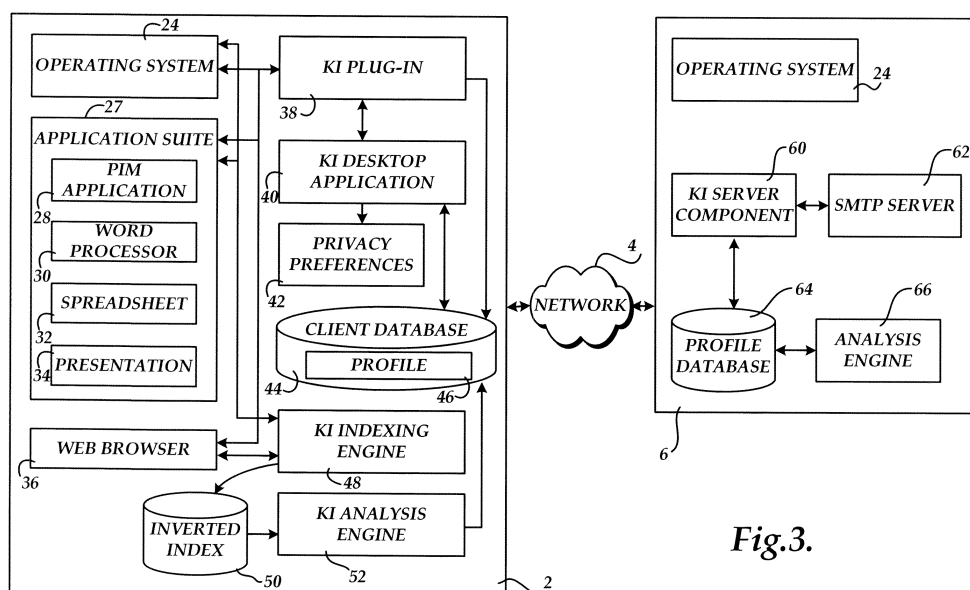 24
OPERATING SYSTEM
27
APPLICATION SUITE
PIM
APPLICATION
28
WORD
PROCESSOR
30
SPREADSHEET
32
PRESENTATION
34
WEB BROWSER
36
KI PLUG-IN
38
KI DESKTOP
APPLICATION
40
PRIVACY
PREFERENCES
42
CLIENT DATABASE
PROFILE
44
46
KI INDEXING
ENGINE
48
INVERTED
INDEX
50
KI ANALYSIS
ENGINE
52
2
4
NETWORK
OPERATING SYSTEM
24
60
KI SERVER
COMPONENT
62
SMTP SERVER
64
PROFILE
DATABASE
66
ANALYSIS
ENGINE
6
Fig.3.